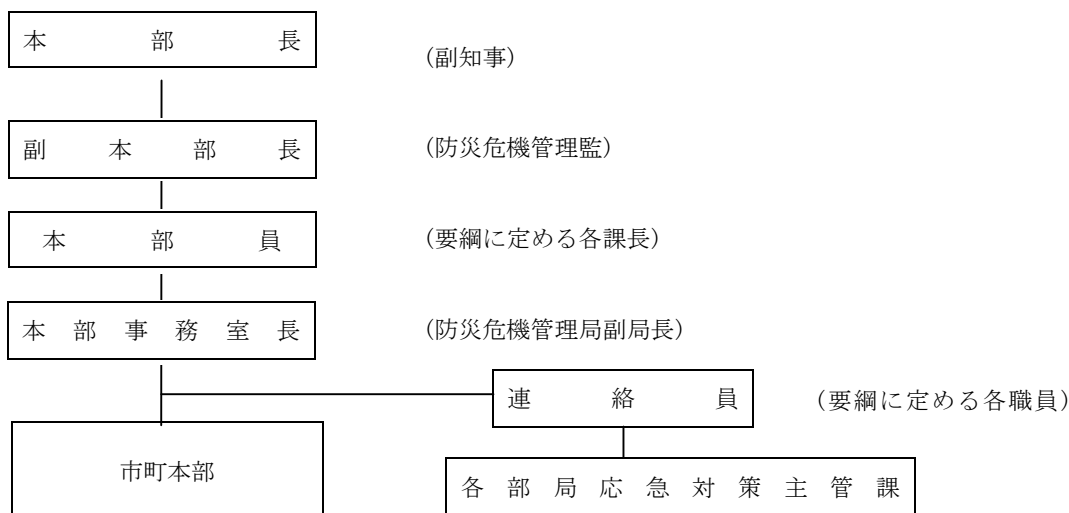 本部長 (副知事)
副本部長 (防災危機管理監)
本部員 (要綱に定める各課長)
本部事務室長 (防災危機管理局副局長)
連絡員 (要綱に定める各職員)
市町本部
各部局応急対策主管課